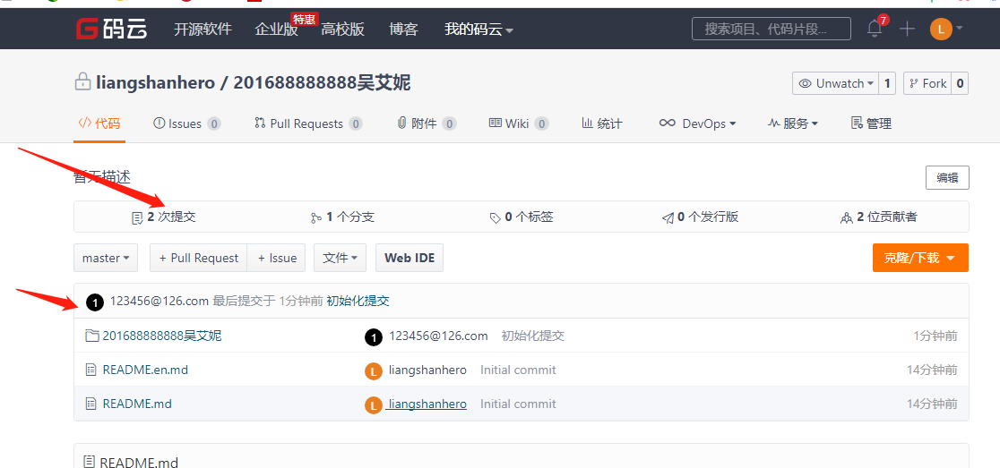 码云 开源软件 企业版 特惠 高校版 博客 我的码云 搜索项目、代码片段... 7 L
liangshanhero / 201688888888吴艾妮 Unwatch 1 Fork 0
代码 Issues 0 Pull Requests 0 附件 0 Wiki 0 统计 DevOps 服务 管理
暂无描述 编辑
2 次提交 1 个分支 0 个标签 0 个发行版 2 位贡献者
master + Pull Request + Issue 文件 Web IDE 克隆/下载
1 123456@126.com 最后提交于 1分钟前 初始化提交
201688888888吴艾妮 1 123456@126.com 初始化提交 1分钟前
README.en.md L liangshanhero Initial commit 14分钟前
README.md L liangshanhero Initial commit 14分钟前
README.md